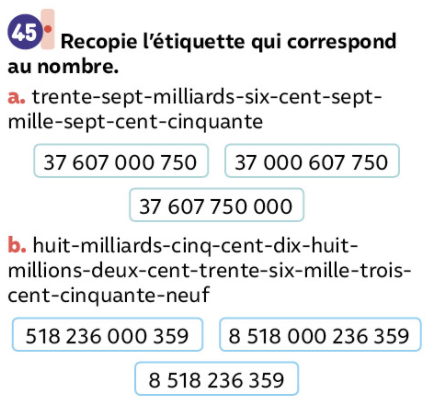 45 Recopie l'étiquette qui correspond
au nombre.
a. trente-sept-milliards-six-cent-sept-
mille-sept-cent-cinquante
37 607 000 750 37 000 607 750
37 607 750 000
b. huit-milliards-cinq-cent-dix-huit-
millions-deux-cent-trente-six-mille-trois-
cent-cinquante-neuf
518 236 000 359 8 518 000 236 359
8 518 236 359